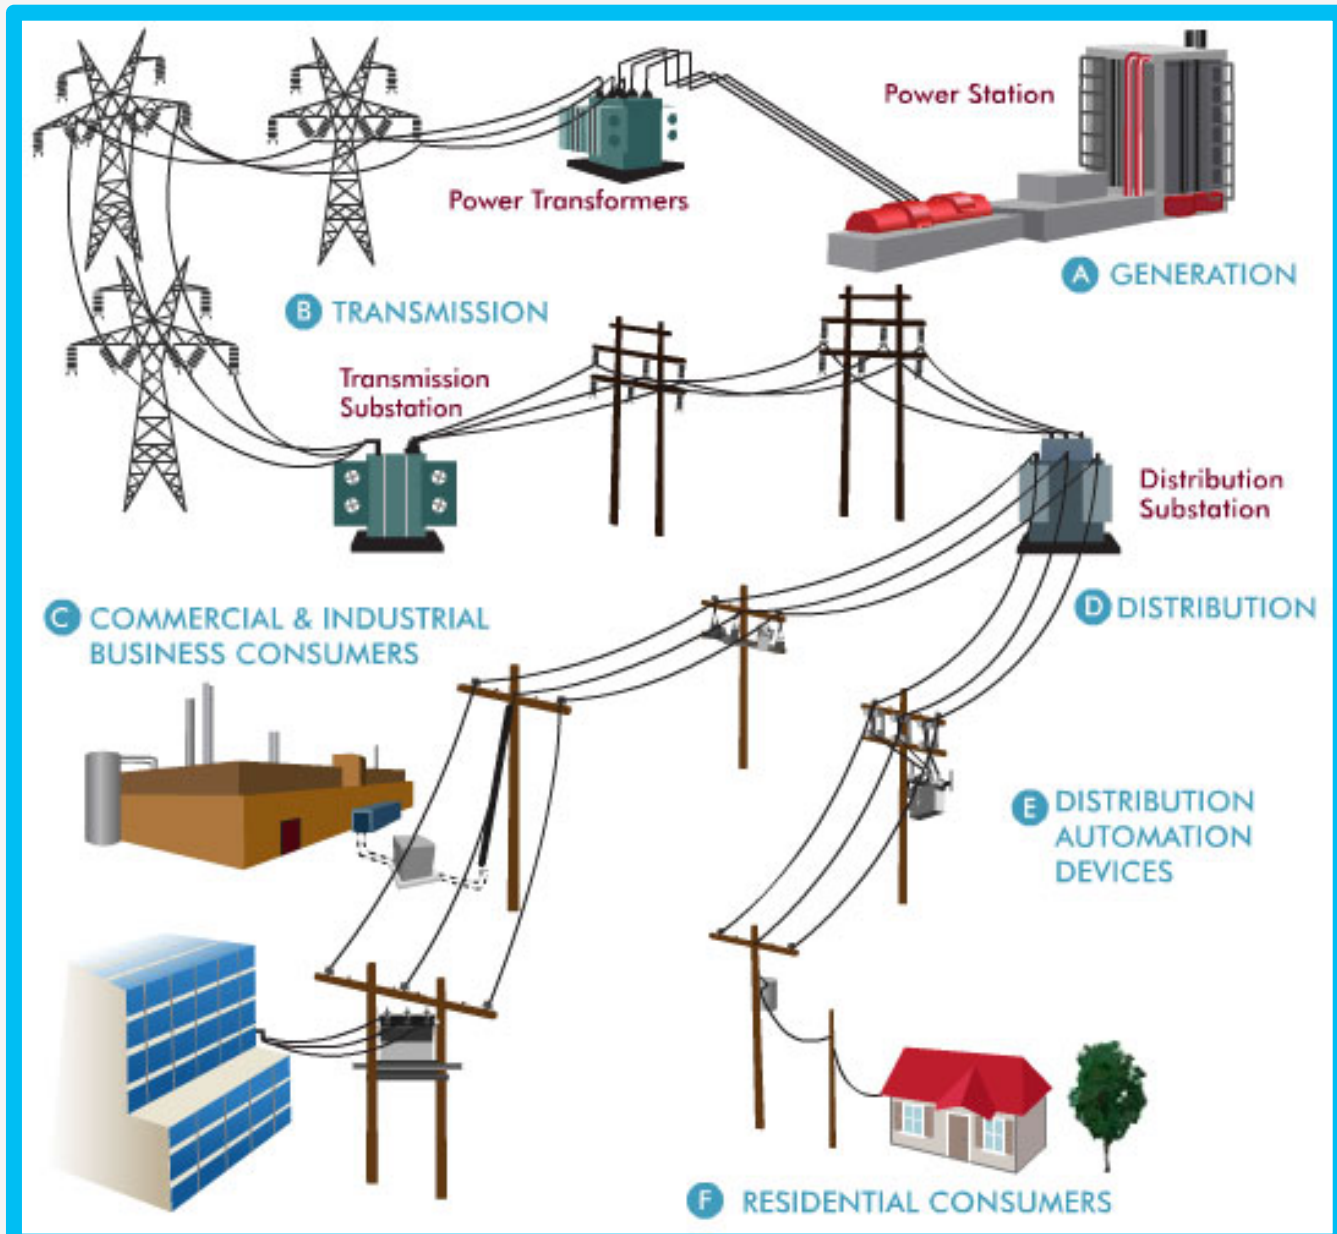 Power Station
Power Transformers
A GENERATION
B TRANSMISSION
Transmission
Substation
Distribution
Substation
C COMMERCIAL & INDUSTRIAL
BUSINESS CONSUMERS
D DISTRIBUTION
E DISTRIBUTION
AUTOMATION
DEVICES
F RESIDENTIAL CONSUMERS